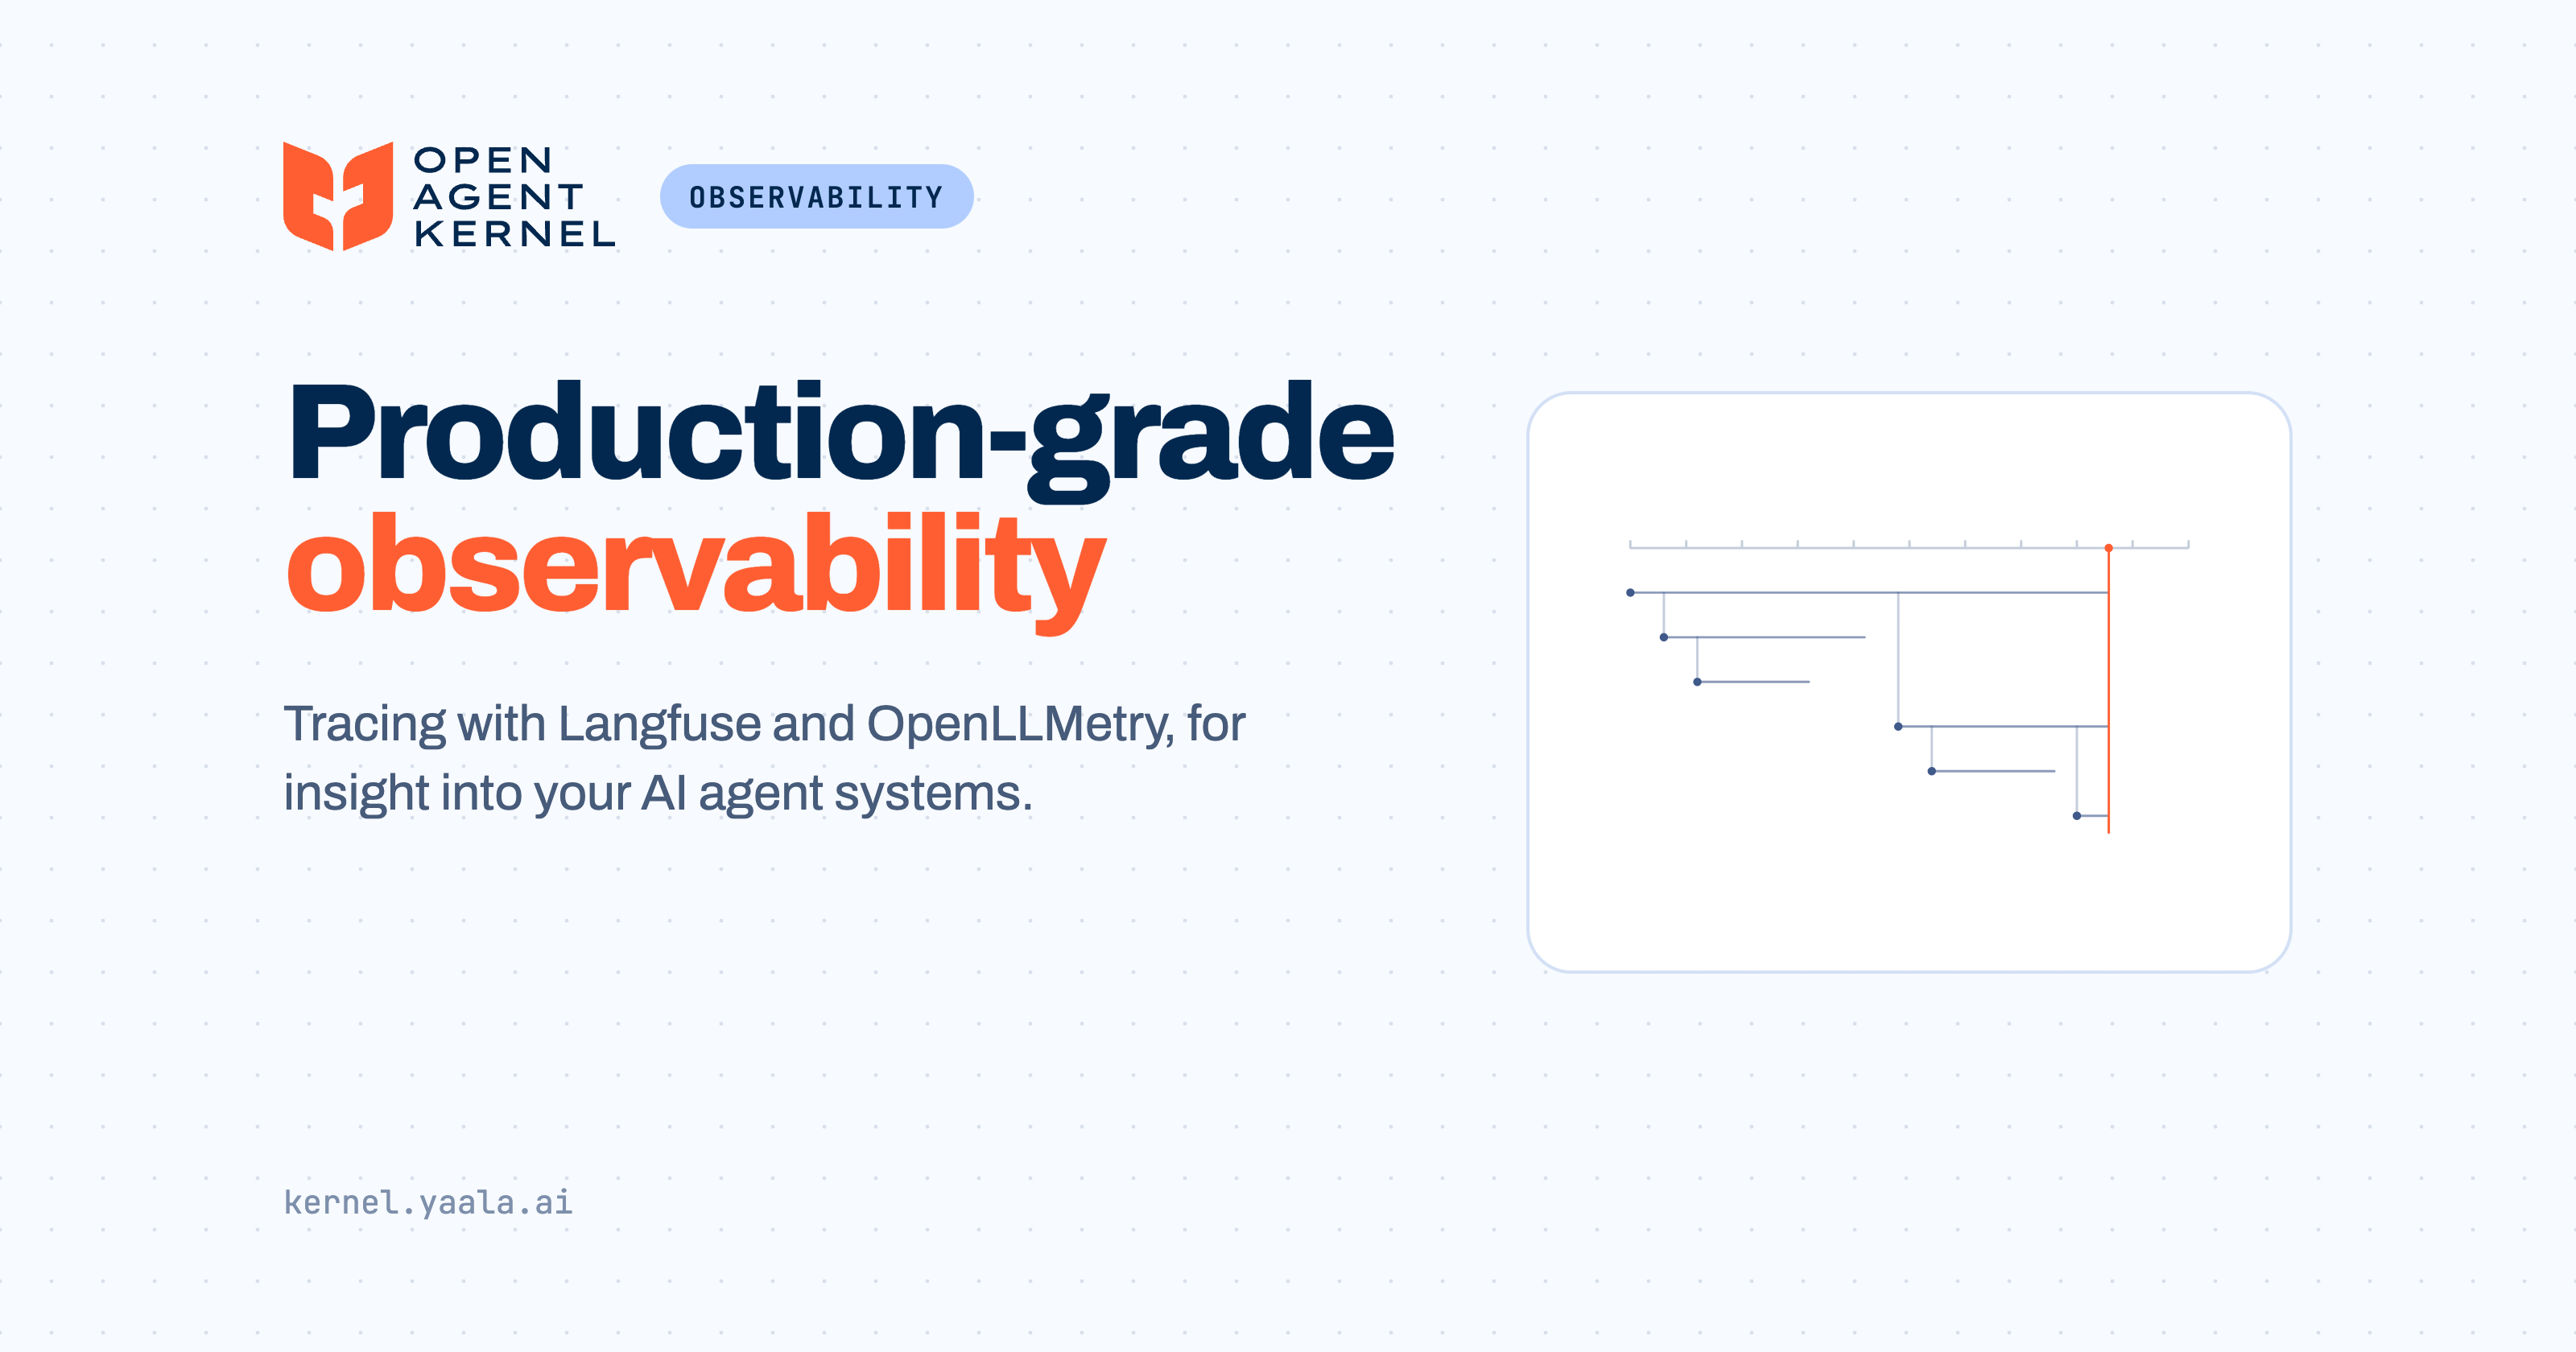 OPEN
AGENT
KERNEL
OBSERVABILITY
Production-grade
observability
Tracing with Langfuse and OpenLLMetry, for
insight into your AI agent systems.
kernel.yaala.ai